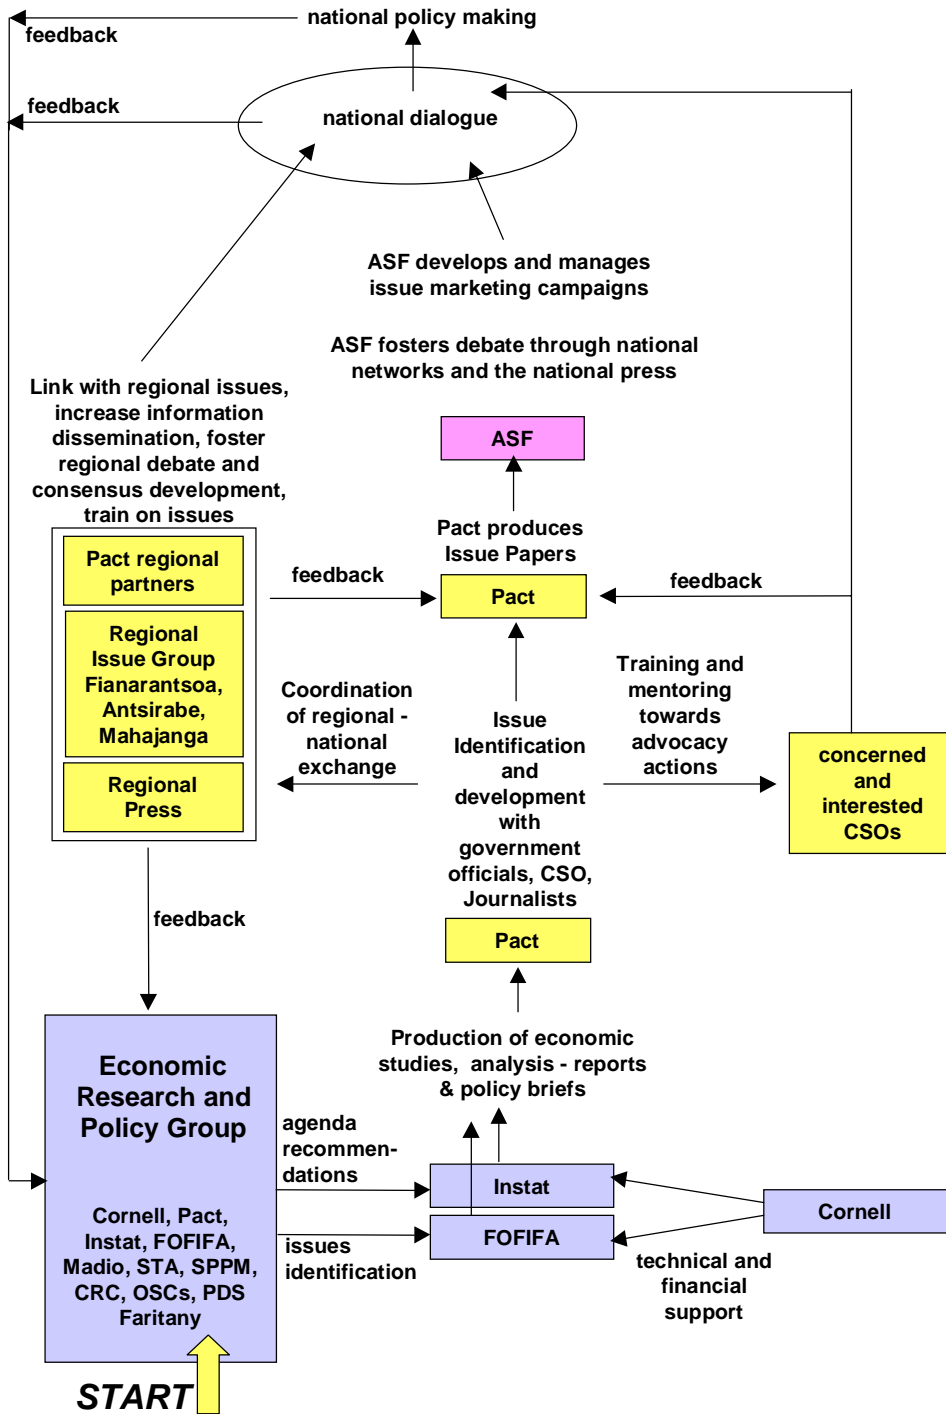 national policy making
feedback
feedback
national dialogue
ASF develops and manages
issue marketing campaigns
ASF fosters debate through national
networks and the national press
Link with regional issues,
increase information
dissemination, foster
regional debate and
consensus development,
train on issues
ASF
Pact produces
Issue Papers
Pact regional
partners
feedback
Pact
feedback
Regional
Issue Group
Fianarantsoa,
Antsirabe,
Mahajanga
Regional
Press
Coordination
of regional -
national
exchange
Issue
Identification
and
development
with
government
officials, CSO,
Journalists
Training and
mentoring
towards
advocacy
actions
concerned
and
interested
CSOs
feedback
Pact
Production of economic
studies, analysis - reports
& policy briefs
Economic
Research and
Policy Group
agenda
recommen-
dations
Instat
Cornell
Cornell, Pact,
Instat, FOFIFA,
Madio, STA, SPPM,
CRC, OSCs, PDS
Faritany
FOFIFA
issues
identification
technical and
financial
support
START